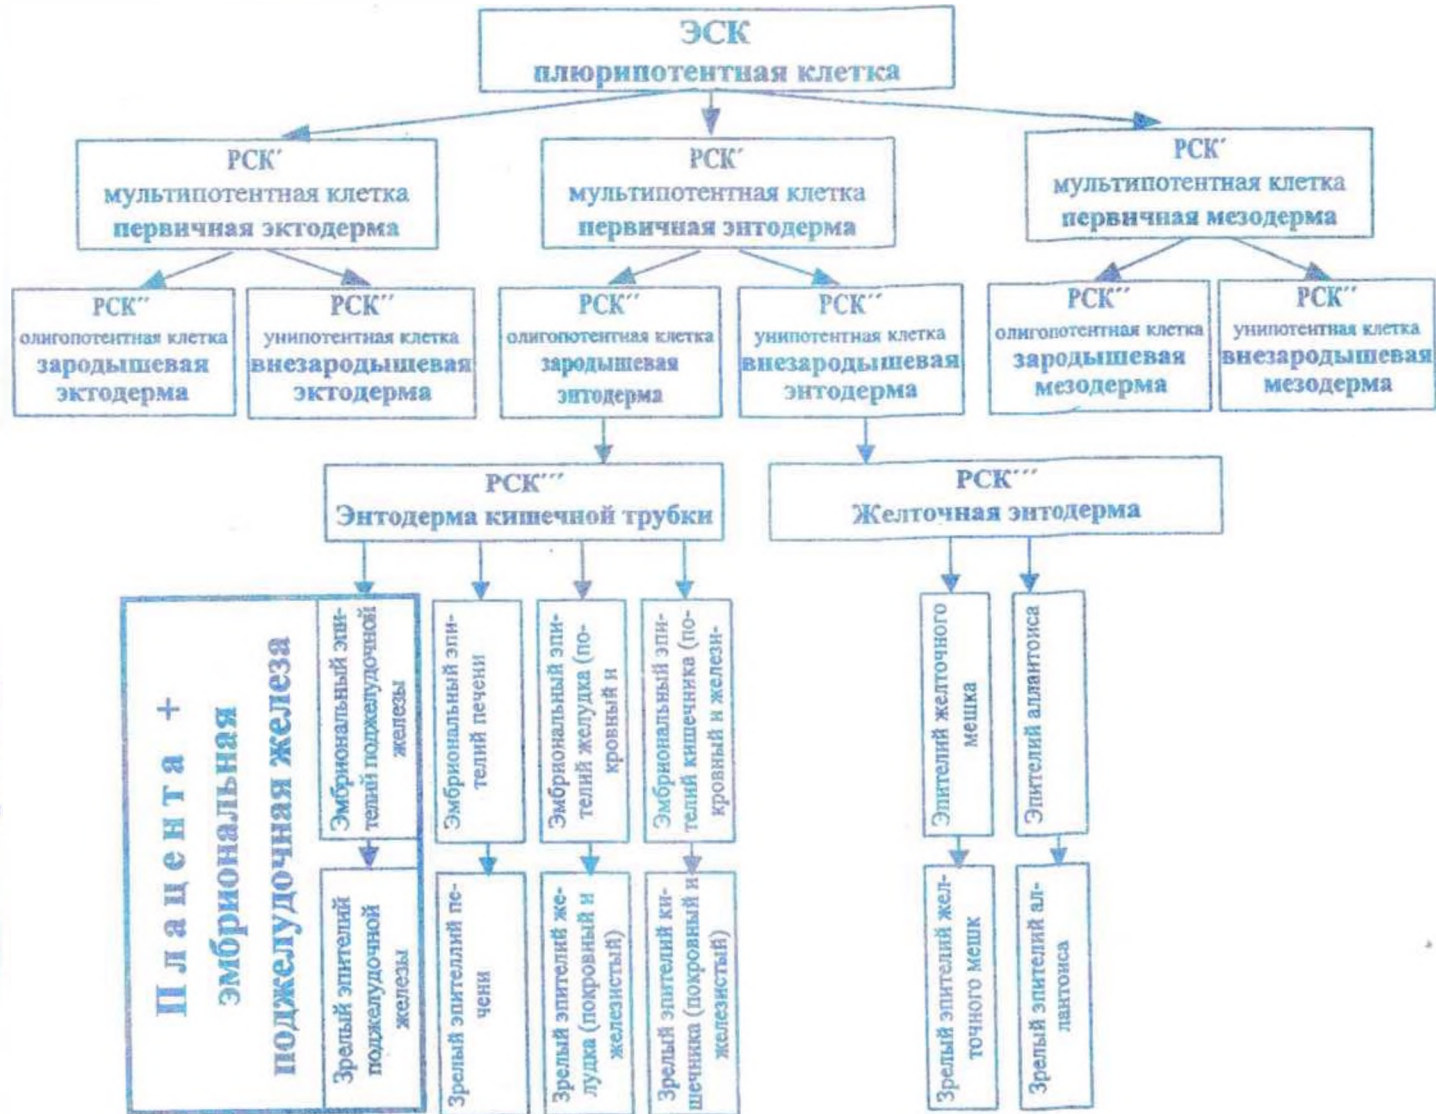 ЭСК
плюрипотентная клетка
РСК′
мультипотентная клетка
первичная эктодерма
РСК′
мультипотентная клетка
первичная энтодерма
РСК′
мультипотентная клетка
первичная мезодерма
РСК′′
олигопотентная клетка
зародышевая
эктодерма
РСК′′
унипотентная клетка
внезародышевая
эктодерма
РСК′′
олигопотентная клетка
зародышевая
энтодерма
РСК′′
унипотентная клетка
внезародышевая
энтодерма
РСК′′
олигопотентная клетка
зародышевая
мезодерма
РСК′′
унипотентная клетка
внезародышевая
мезодерма
РСК′′′
Энтодерма кишечной трубки
РСК′′′
Желточная энтодерма
Плацента +
эмбриональная
поджелудочная железа
Эмбриональный эпи-
телий поджелудочной
железы
Эмбриональный эпи-
телий печени
Эмбриональный эпи-
телий желудка (по-
кровный и
Эмбриональный эпи-
телий кишечника (по-
кровный и железис-
Эпителий желточного
мешка
Эпителий аллантоиса
Зрелый эпителий
поджелудочной
железы
Зрелый эпителлий пе-
чени
Зрелый эпителий же-
лудка (покровный и
железистый)
Зрелый эпителий ки-
шечника (покровный и
железистый)
Зрелый эпителий жел-
точного мешк
Зрелый эпителий ал-
лантоиса